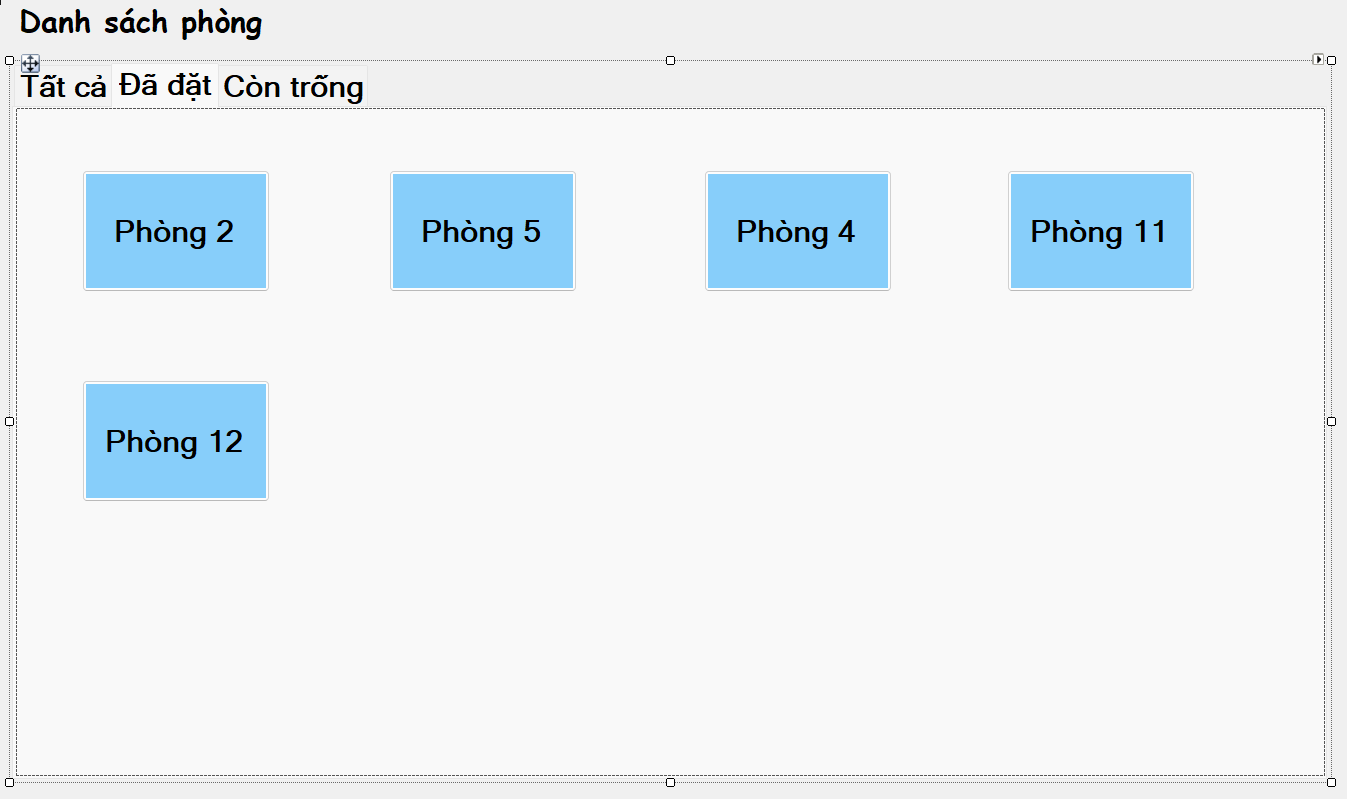 Danh sách phòng
Tất cả Đã đặt Còn trống
Phòng 2 Phòng 5 Phòng 4 Phòng 11
Phòng 12